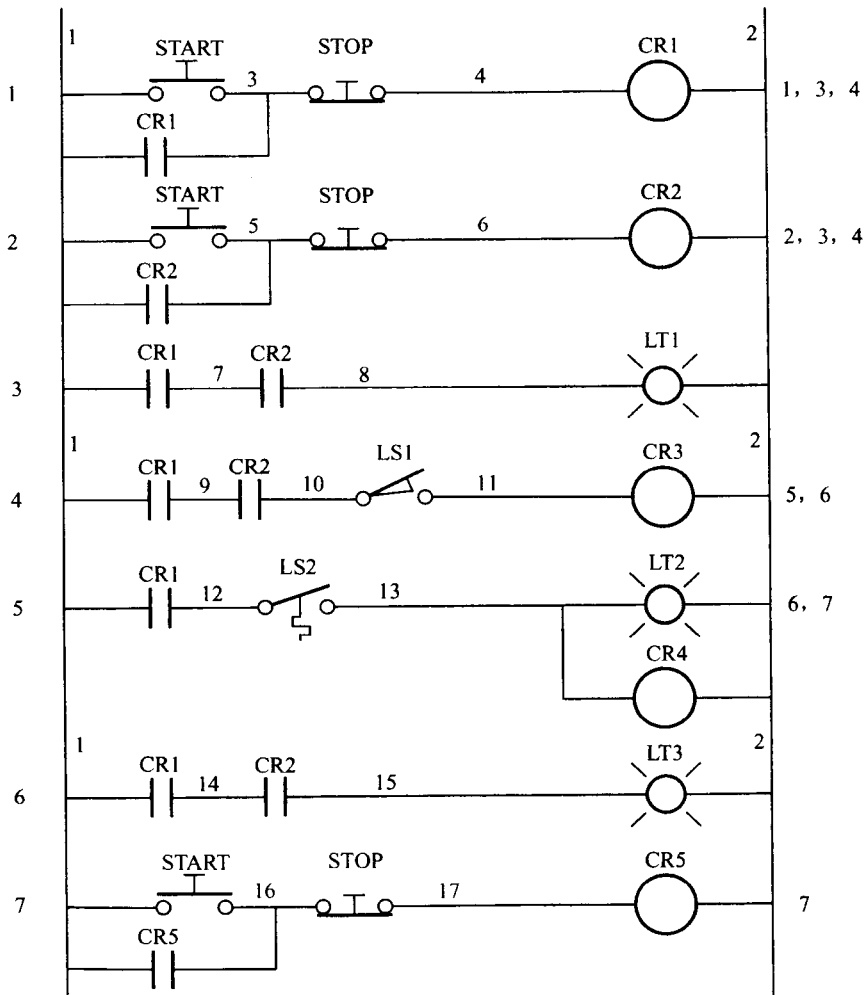 1 2
START STOP CR1
1 3 4 1, 3, 4
CR1
START STOP CR2
2 5 6 2, 3, 4
CR2
LT1
CR1 7 CR2 8
3
1 2
LS1 CR3
CR1 9 CR2 10 11
4 5, 6
CR1 12 LS2 13 LT2
5 6, 7
CR4
1 2
CR1 14 CR2 15 LT3
6
START STOP CR5
7 16 17 7
CR5